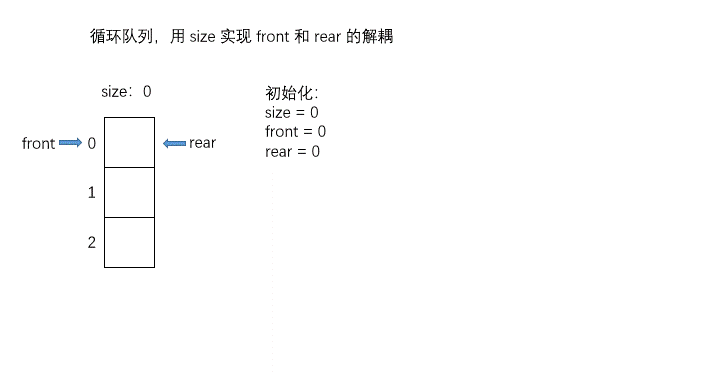 循环队列，用 size 实现 front 和 rear 的解耦
size：0
初始化：
size = 0
front = 0
rear = 0
front 0 rear
1
2